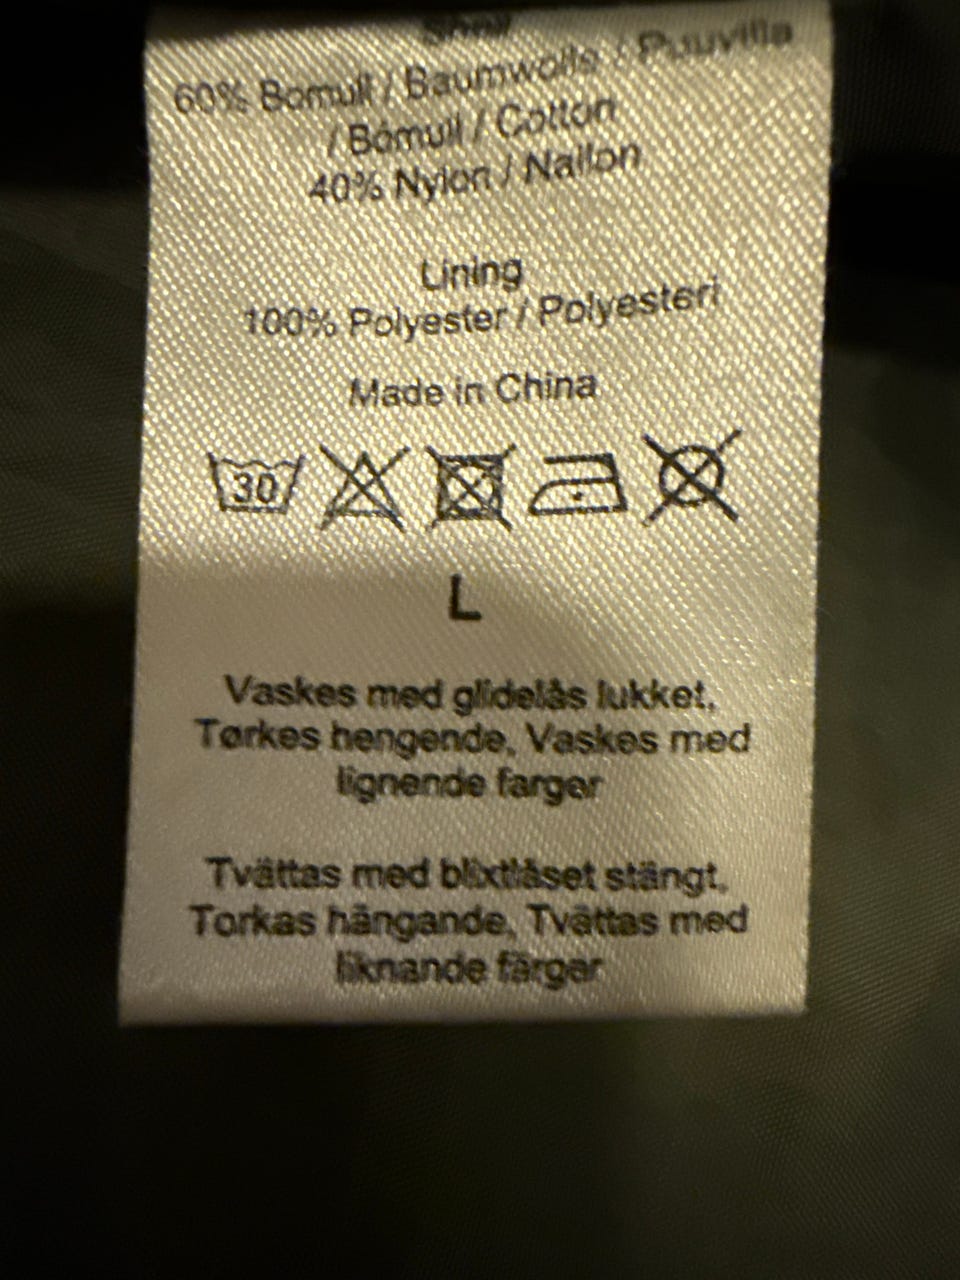 Shell
60% Bomull / Baumwolle / Puuvilla
/ Bómull / Cotton
40% Nylon / Nailon
Lining
100% Polyester / Polyesteri
Made in China
30
L
Vaskes med glidelås lukket,
Tørkes hengende, Vaskes med
lignende farger
Tvättas med blixtlåset stängt,
Torkas hängande, Tvättas med
liknande färger